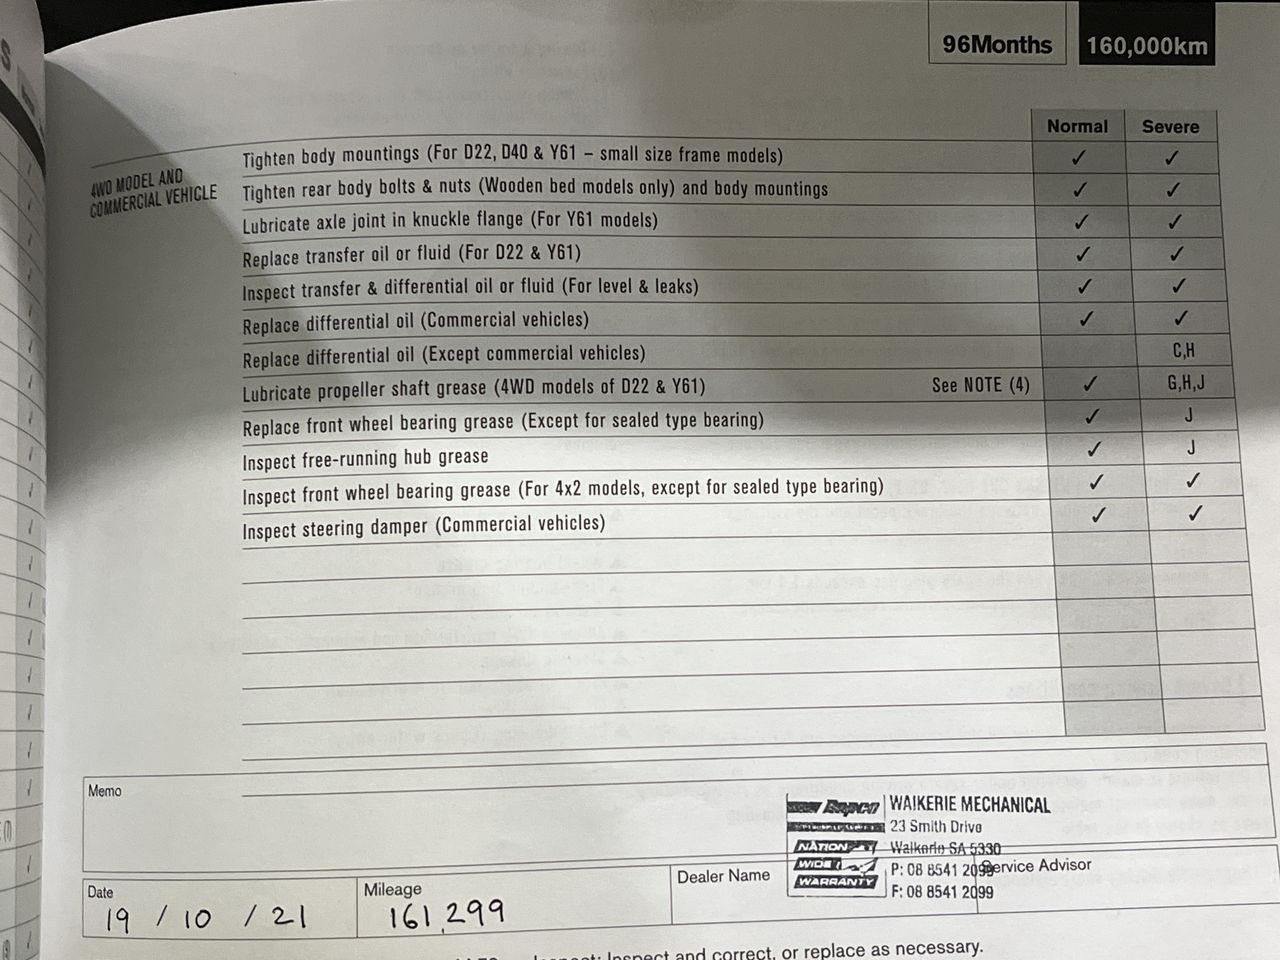 96Months 160,000km
Normal Severe
4WD MODEL AND
COMMERCIAL VEHICLE
Tighten body mountings (For D22, D40 & Y61 – small size frame models) ✓ ✓
Tighten rear body bolts & nuts (Wooden bed models only) and body mountings ✓ ✓
Lubricate axle joint in knuckle flange (For Y61 models) ✓ ✓
Replace transfer oil or fluid (For D22 & Y61) ✓ ✓
Inspect transfer & differential oil or fluid (For level & leaks) ✓ ✓
Replace differential oil (Commercial vehicles) ✓ ✓
Replace differential oil (Except commercial vehicles) C,H
Lubricate propeller shaft grease (4WD models of D22 & Y61) See NOTE (4) ✓ G,H,J
Replace front wheel bearing grease (Except for sealed type bearing) ✓ J
Inspect free-running hub grease ✓ J
Inspect front wheel bearing grease (For 4x2 models, except for sealed type bearing) ✓ ✓
Inspect steering damper (Commercial vehicles) ✓ ✓
Memo
Repco
NATION
WIDE
WARRANTY
WAIKERIE MECHANICAL
23 Smith Drive
Waikerie SA 5330
P: 08 8541 2099
F: 08 8541 2099
Date
19 / 10 / 21
Mileage
161,299
Dealer Name
Service Advisor
Inspect: Inspect and correct, or replace as necessary.